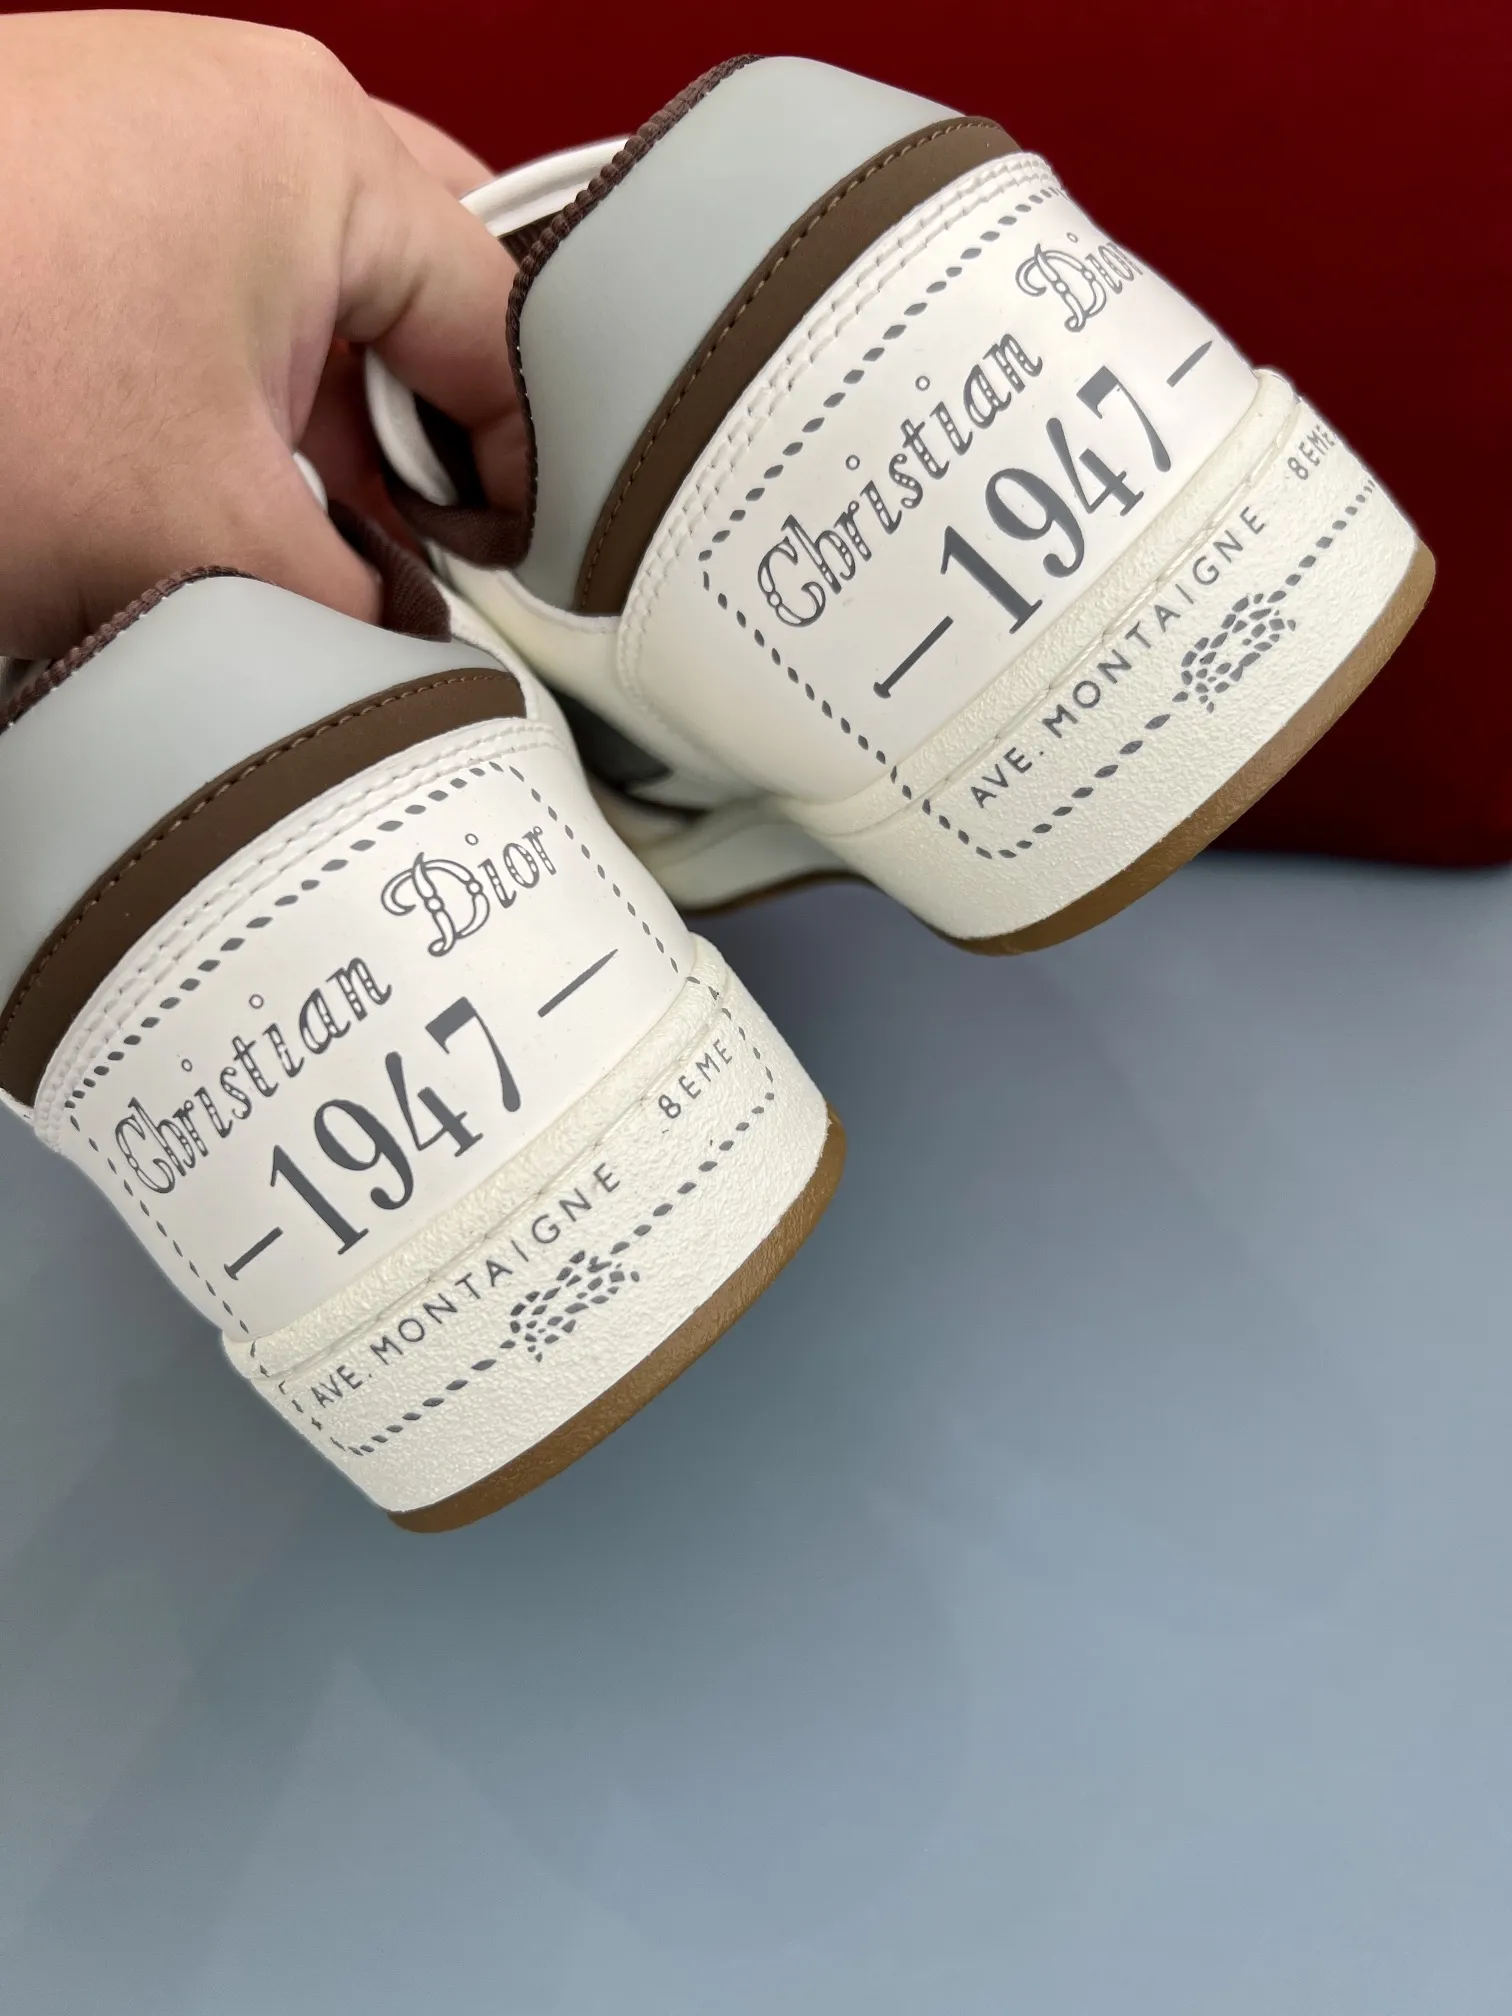 Christian Dior
1947
AVE. MONTAIGNE 8EME
Christian Dior
1947
AVE. MONTAIGNE 8EME